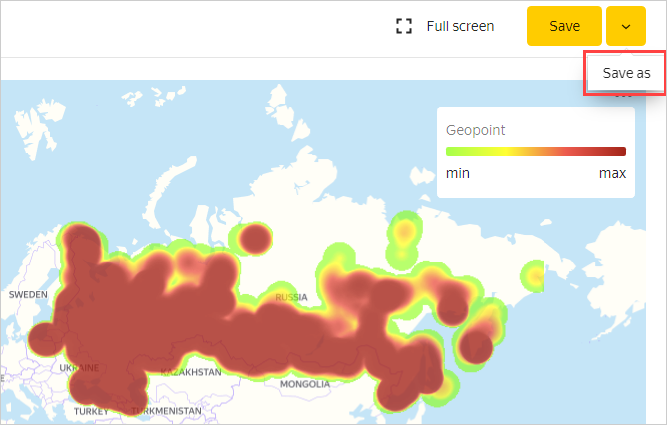 Full screen
Save
Save as
Geopoint
min max
SWEDEN
RUSSIA
UKRAINE
KAZAKHSTAN
MONGOLIA
TURKEY
TURKMENISTAN